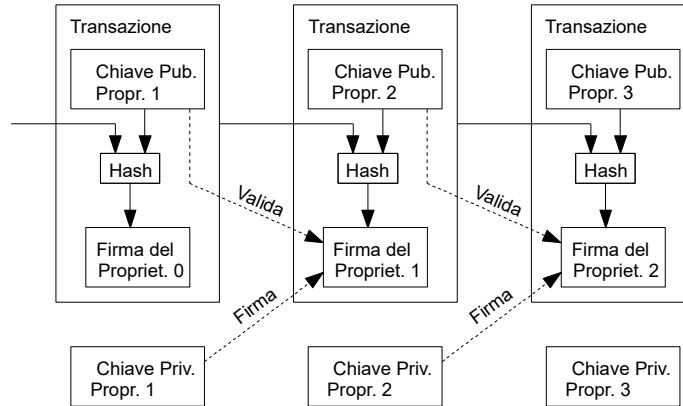 Transazione
Transazione
Transazione
Chiave Pub.
Propr. 1
Chiave Pub.
Propr. 2
Chiave Pub.
Propr. 3
Hash
Hash
Hash
Valida
Valida
Firma del
Propriet. 0
Firma del
Propriet. 1
Firma del
Propriet. 2
Firma
Firma
Chiave Priv.
Propr. 1
Chiave Priv.
Propr. 2
Chiave Priv.
Propr. 3